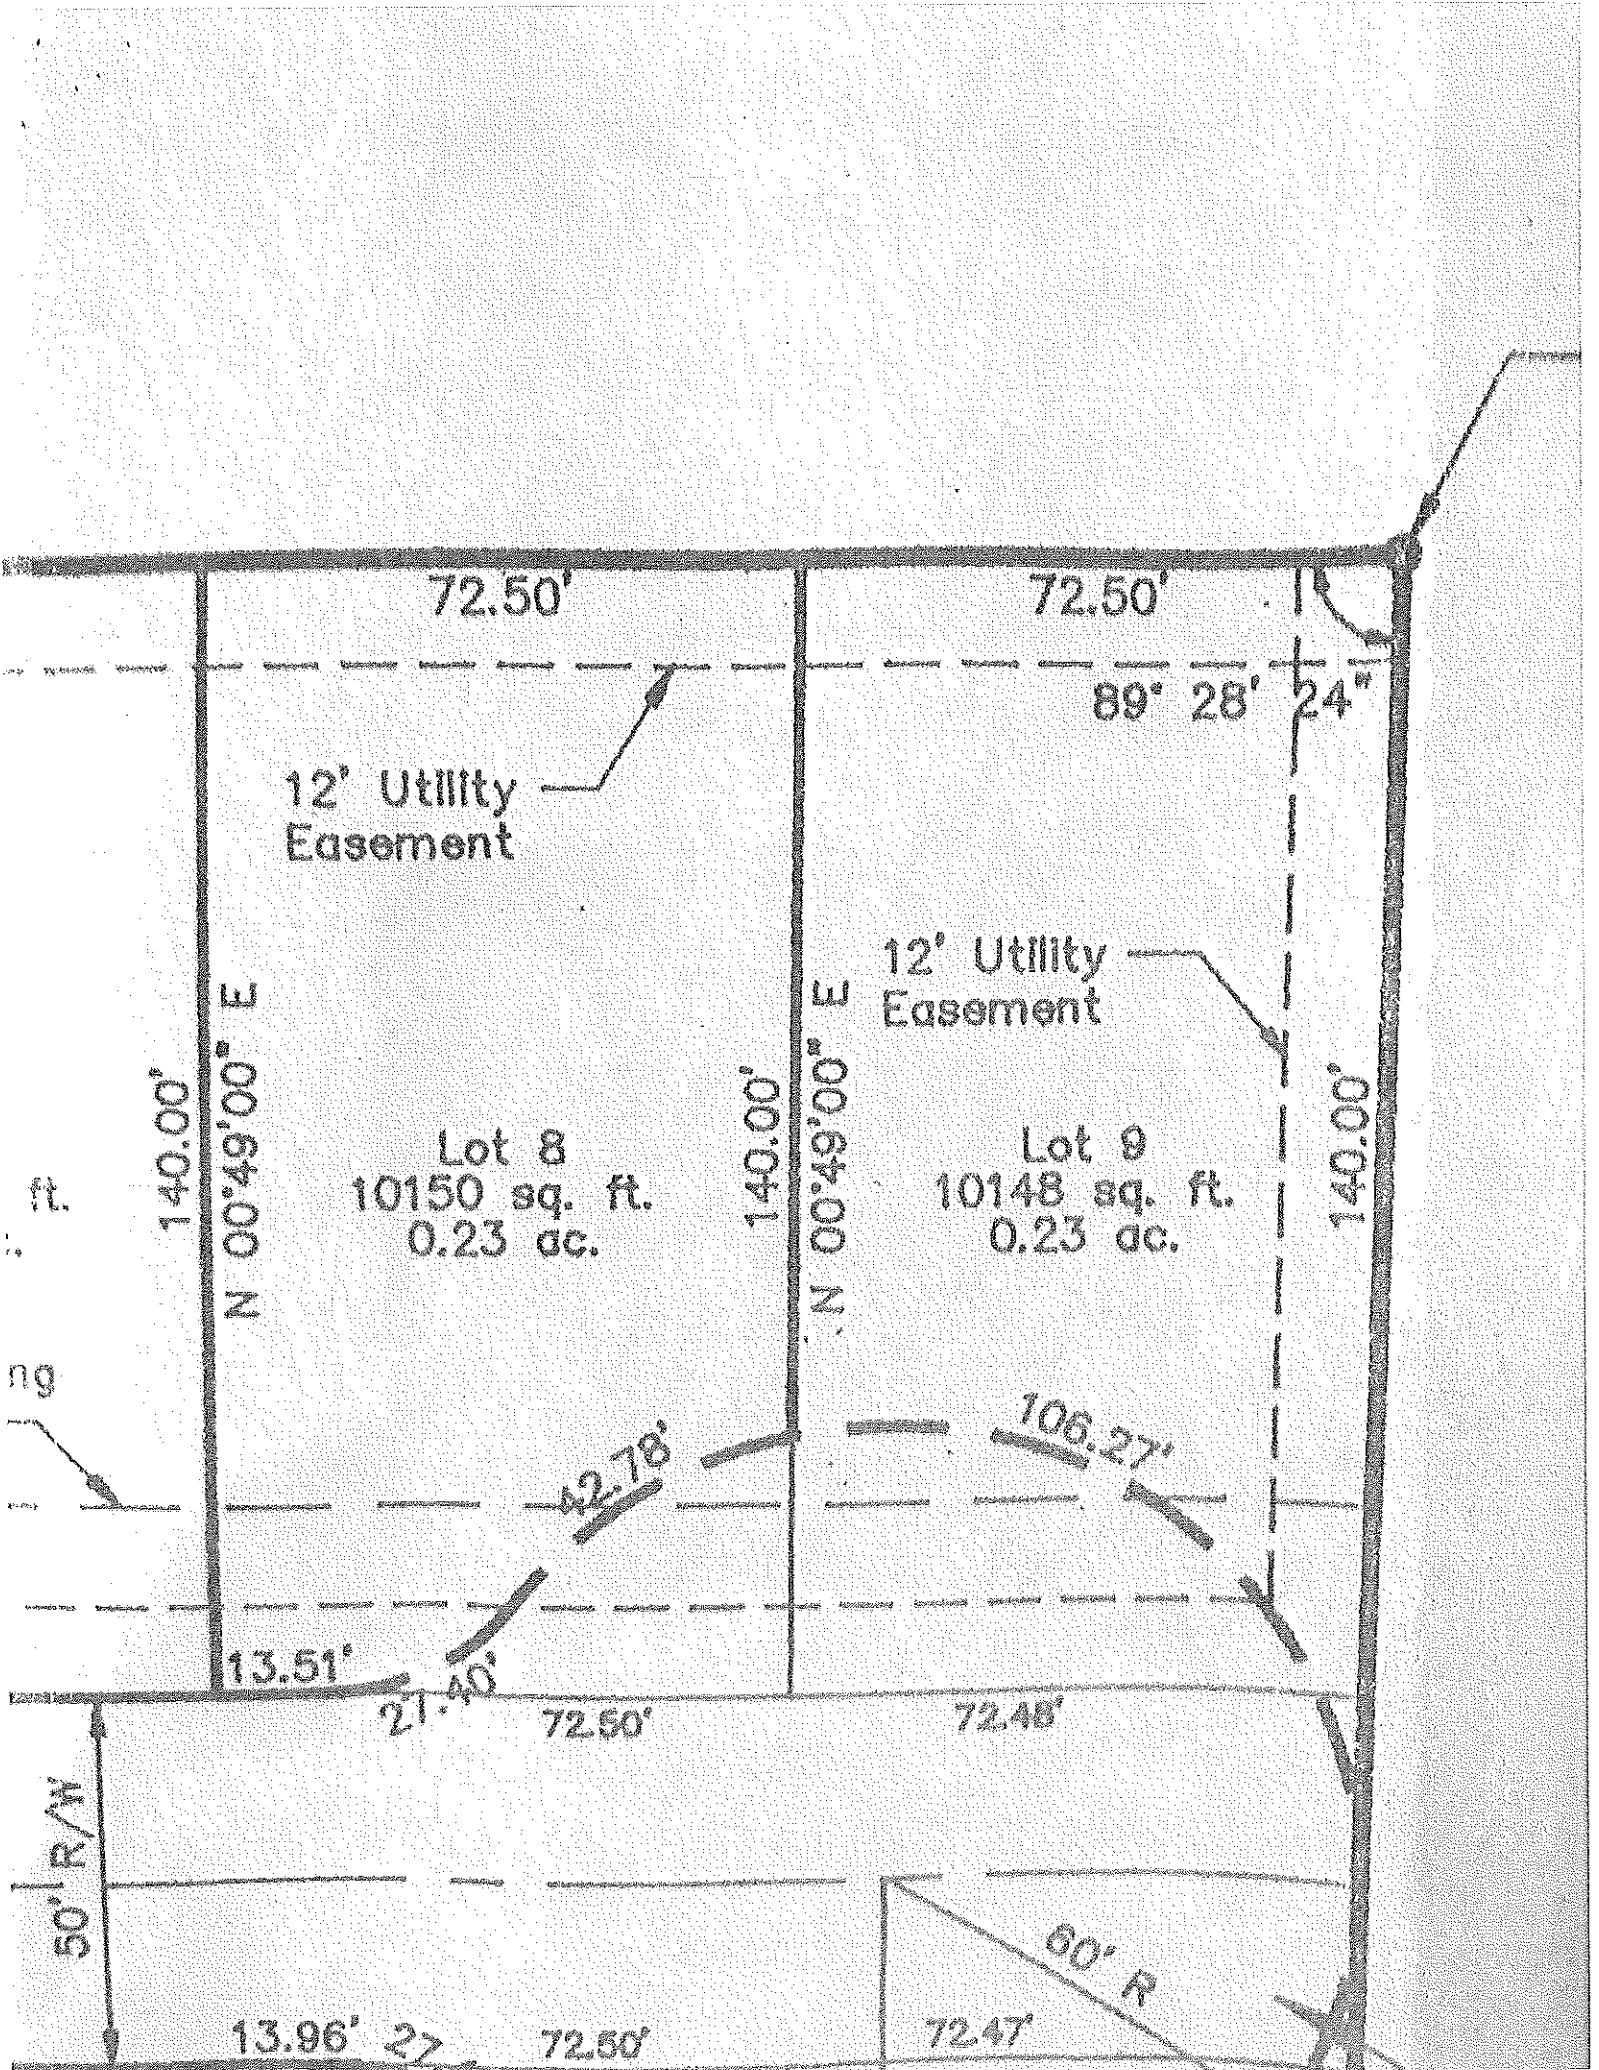 72.50'
72.50'
89° 28' 24"
12' Utility
Easement
12' Utility
Easement
140.00'
N 00°49'00" E
140.00'
N 00°49'00" E
140.00'
Lot 8
10150 sq. ft.
0.23 ac.
Lot 9
10148 sq. ft.
0.23 ac.
ft.
ng
42.78'
106.27'
13.51'
21.40'
72.50'
72.48'
50' R/W
60' R
13.96'
27
72.50'
72.47'